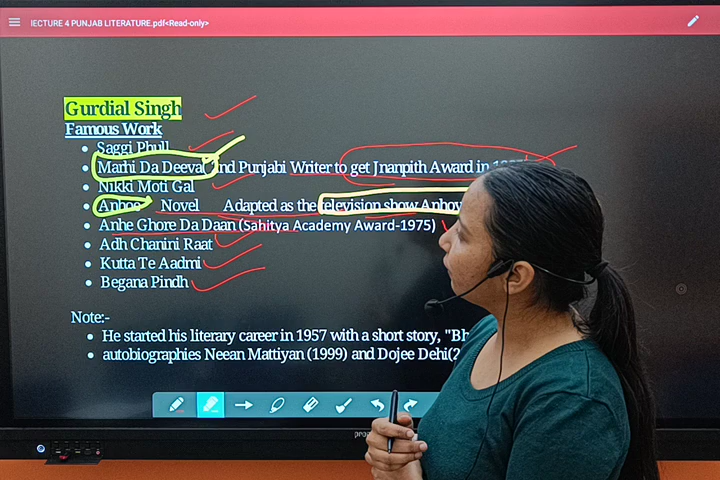 lECTURE 4 PUNJAB LITERATURE.pdf<Read-only>
Gurdial Singh
Famous Work
• Saggi Phull
• Marhi Da Deeva( 2nd Punjabi Writer to get Jnanpith Award in
• Nikki Moti Gal
• Anhoe Novel Adapted as the television show
• Anhe Ghore Da Daan (Sahitya Academy Award-1975)
• Adh Chanini Raat
• Kutta Te Aadmi
• Begana Pindh
Note:-
• He started his literary career in 1957 with a short story,
• autobiographies Neean Mattiyan (1999) and Dojee Dehi(2